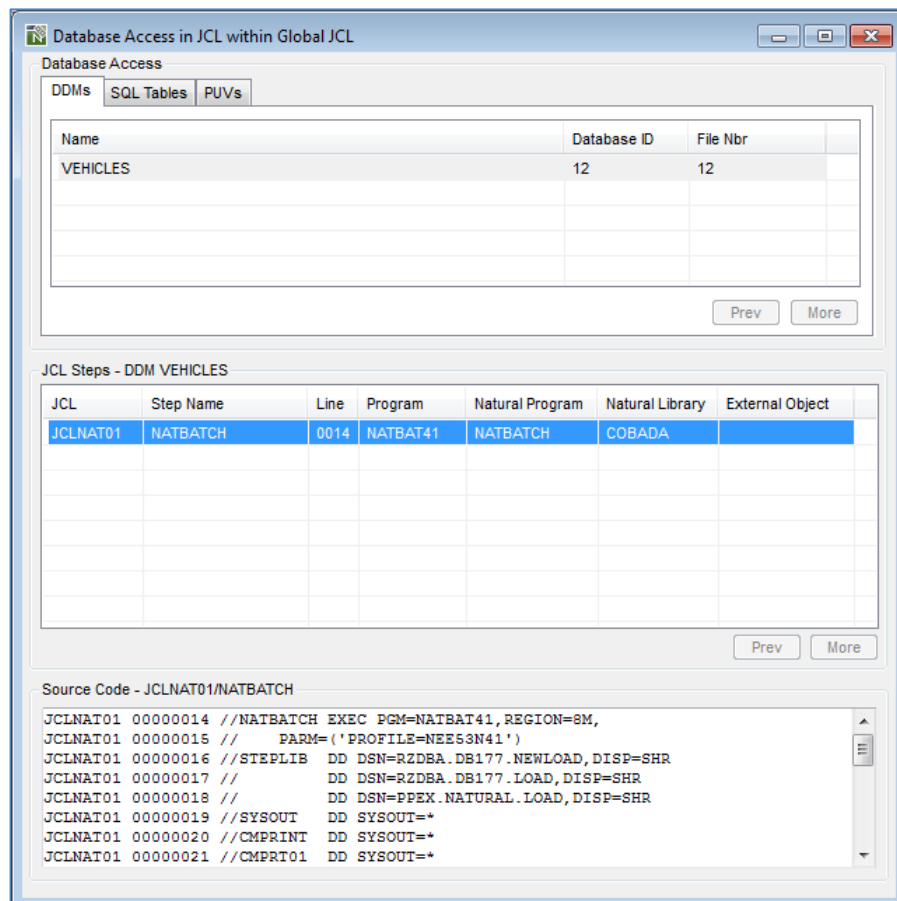 Database Access in JCL within Global JCL
Database Access
DDMs SQL Tables PUVs
Name Database ID File Nbr
VEHICLES 12 12
Prev More
JCL Steps - DDM VEHICLES
JCL Step Name Line Program Natural Program Natural Library External Object
JCLNAT01 NATBATCH 0014 NATBAT41 NATBATCH COBADA
Prev More
Source Code - JCLNAT01/NATBATCH
JCLNAT01 00000014 //NATBATCH EXEC PGM=NATBAT41,REGION=8M,
JCLNAT01 00000015 //    PARM=('PROFILE=NEE53N41')
JCLNAT01 00000016 //STEPLIB  DD DSN=RZDBA.DB177.NEWLOAD,DISP=SHR
JCLNAT01 00000017 //         DD DSN=RZDBA.DB177.LOAD,DISP=SHR
JCLNAT01 00000018 //         DD DSN=PPEX.NATURAL.LOAD,DISP=SHR
JCLNAT01 00000019 //SYSOUT   DD SYSOUT=*
JCLNAT01 00000020 //CMPRINT  DD SYSOUT=*
JCLNAT01 00000021 //CMPRT01  DD SYSOUT=*